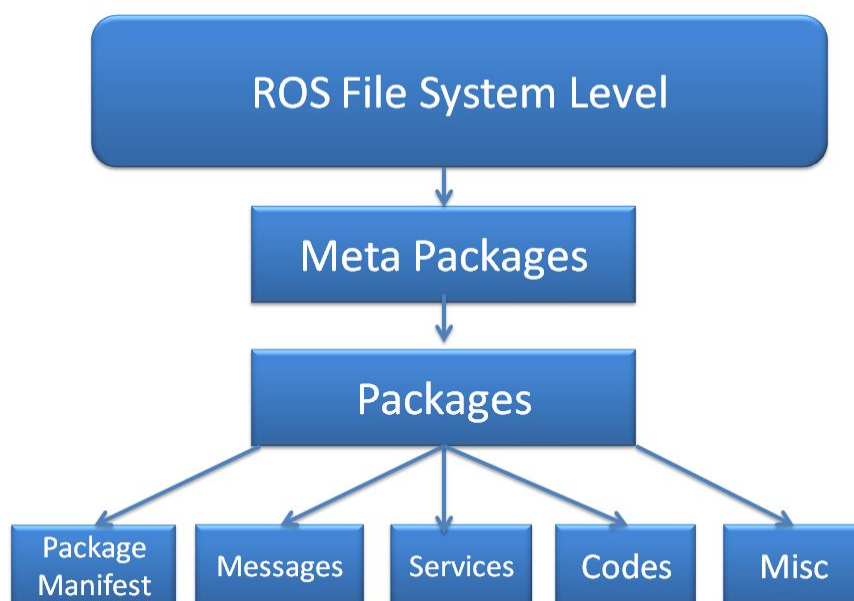 ROS File System Level
Meta Packages
Packages
Package
Manifest
Messages
Services
Codes
Misc